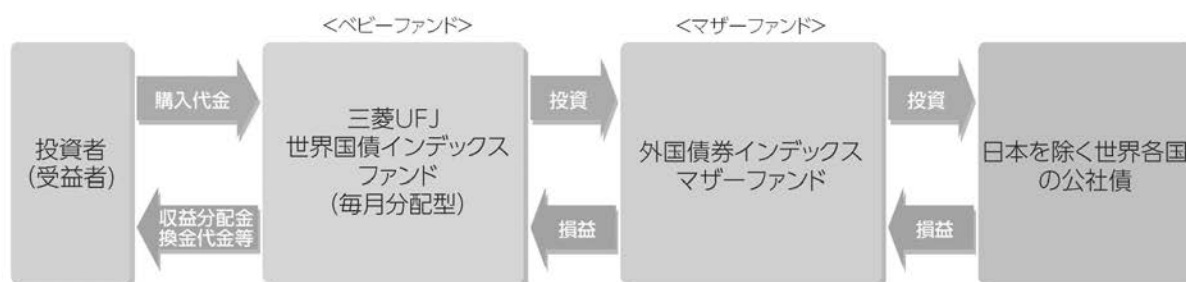 <ベビーファンド>
<マザーファンド>
投資者
(受益者)
購入代金
収益分配金
換金代金等
三菱UFJ
世界国債インデックス
ファンド
(毎月分配型)
投資
損益
外国債券インデックス
マザーファンド
投資
損益
日本を除く世界各国
の公社債